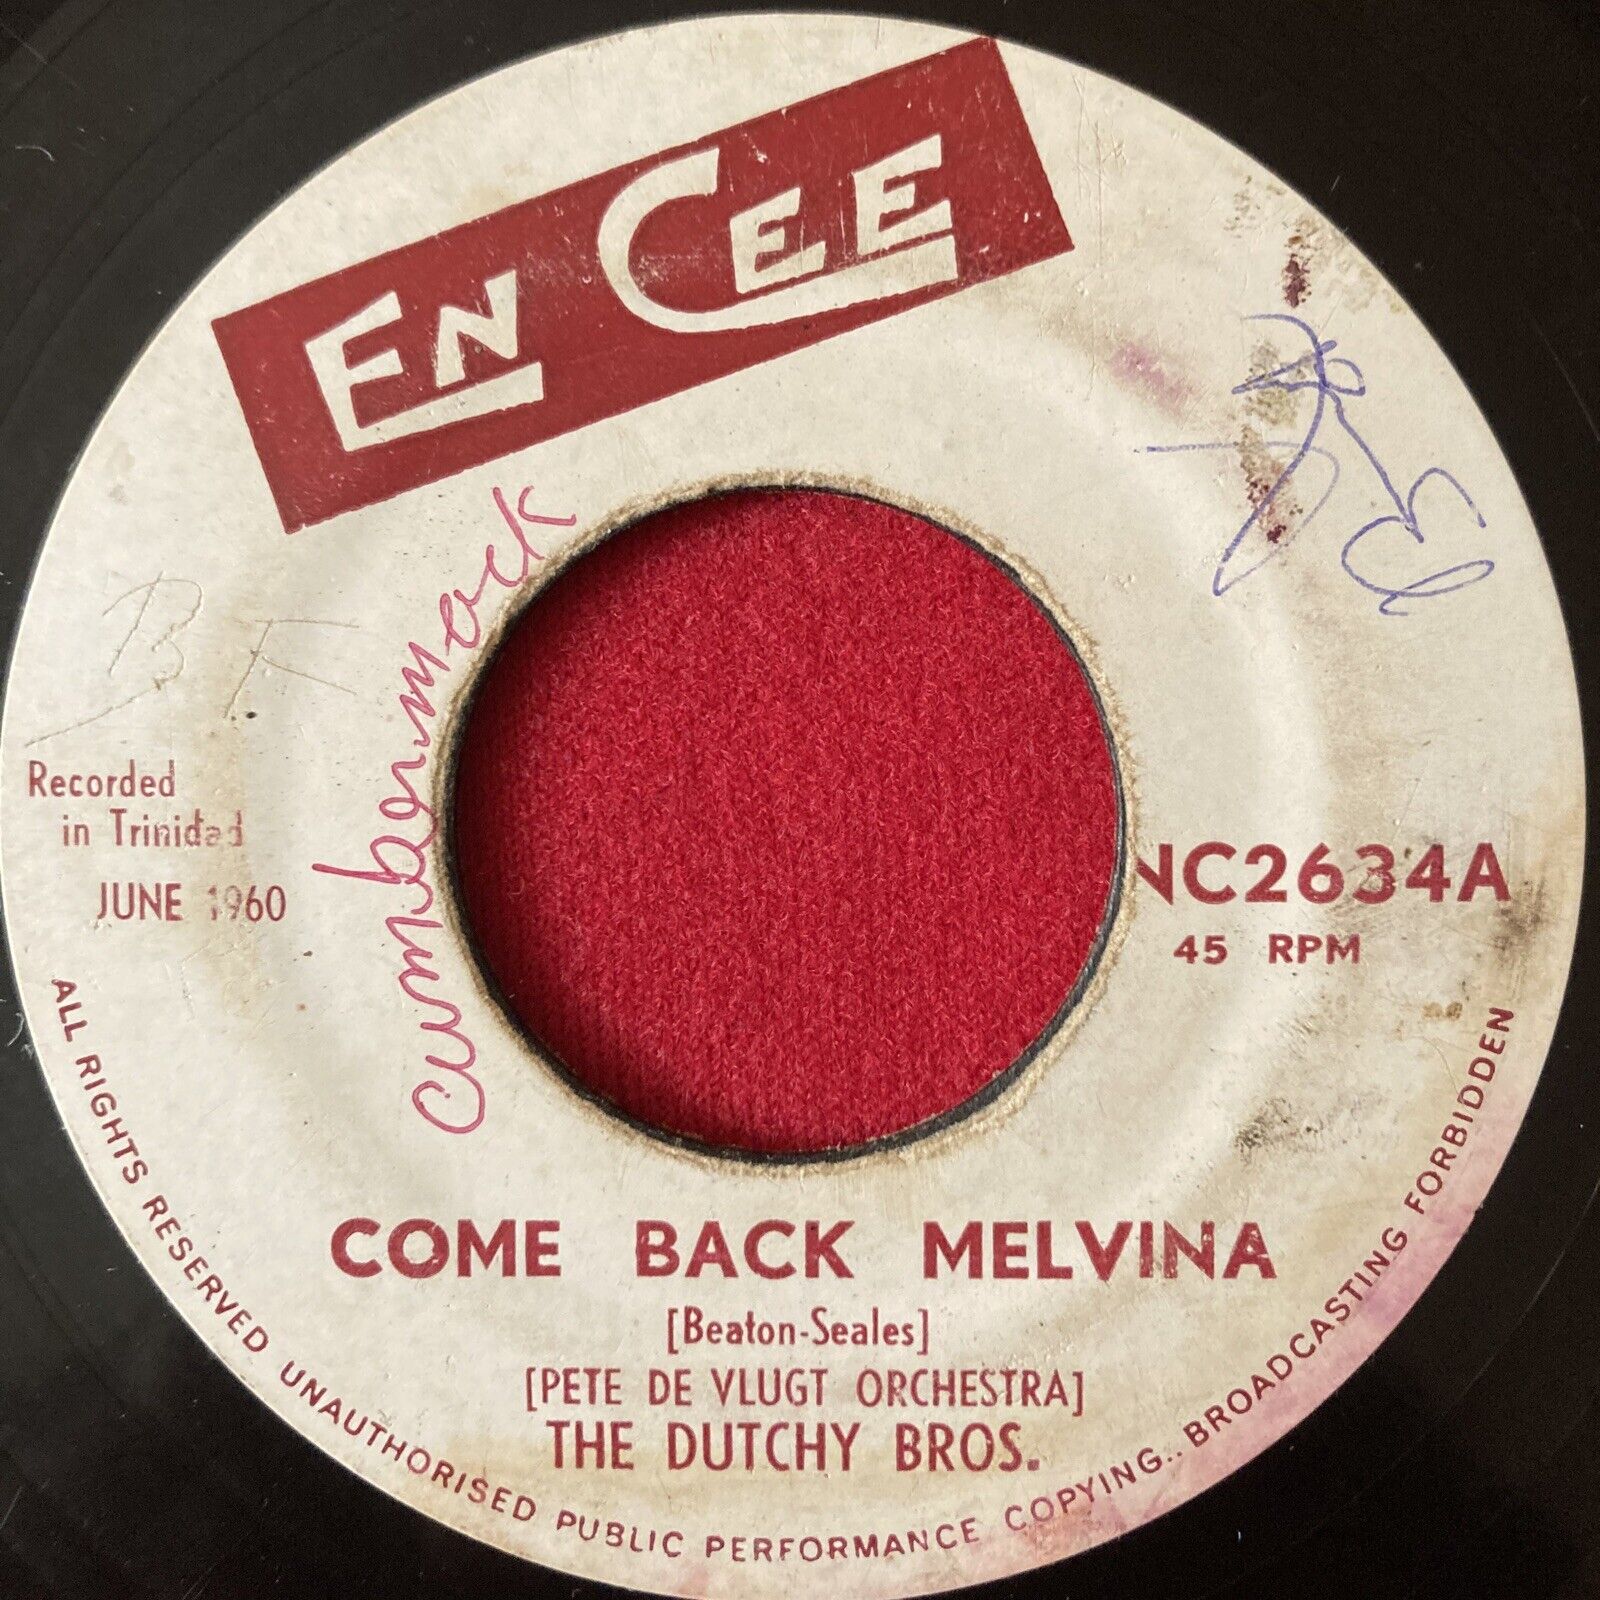 EN CEE
cumbermack
B F
Recorded
in Trinidad
JUNE 1960
NC2634A
45 RPM
COME BACK MELVINA
[Beaton-Seales]
[PETE DE VLUGT ORCHESTRA]
THE DUTCHY BROS.
ALL RIGHTS RESERVED UNAUTHORISED PUBLIC PERFORMANCE COPYING.. BROADCASTING FORBIDDEN